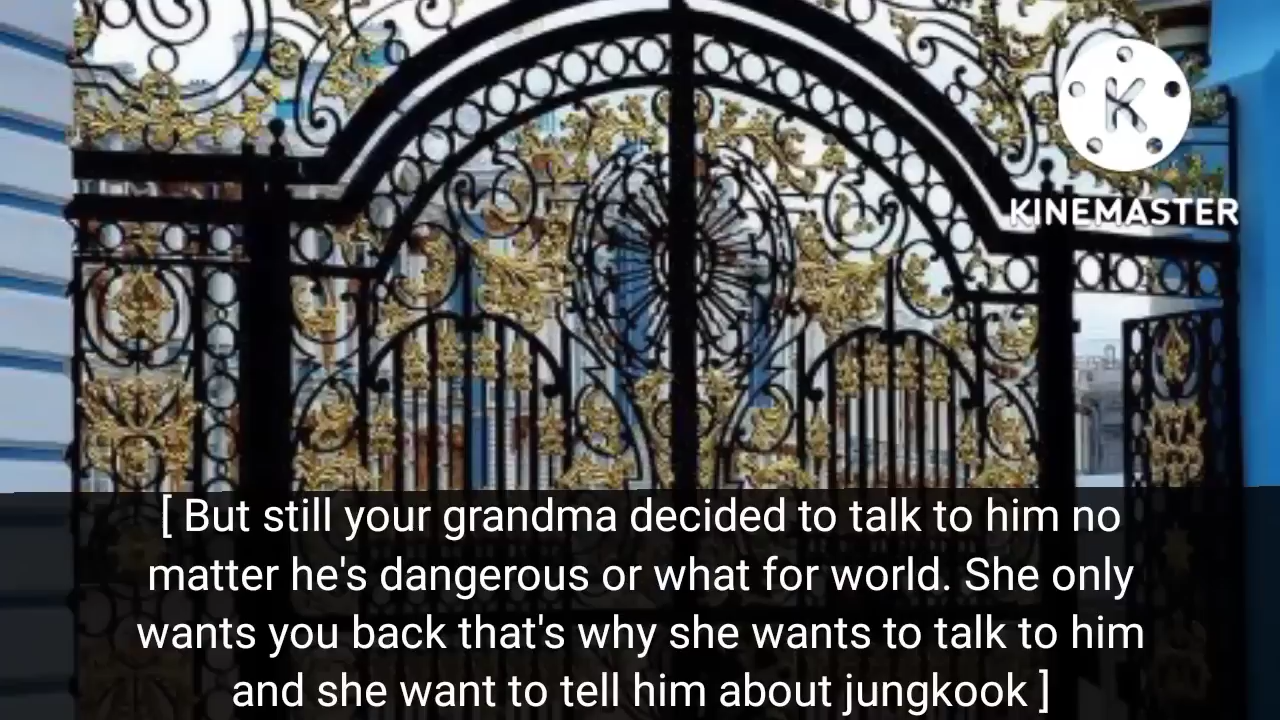 K
KINEMASTER
[ But still your grandma decided to talk to him no
matter he's dangerous or what for world. She only
wants you back that's why she wants to talk to him
and she want to tell him about jungkook ]